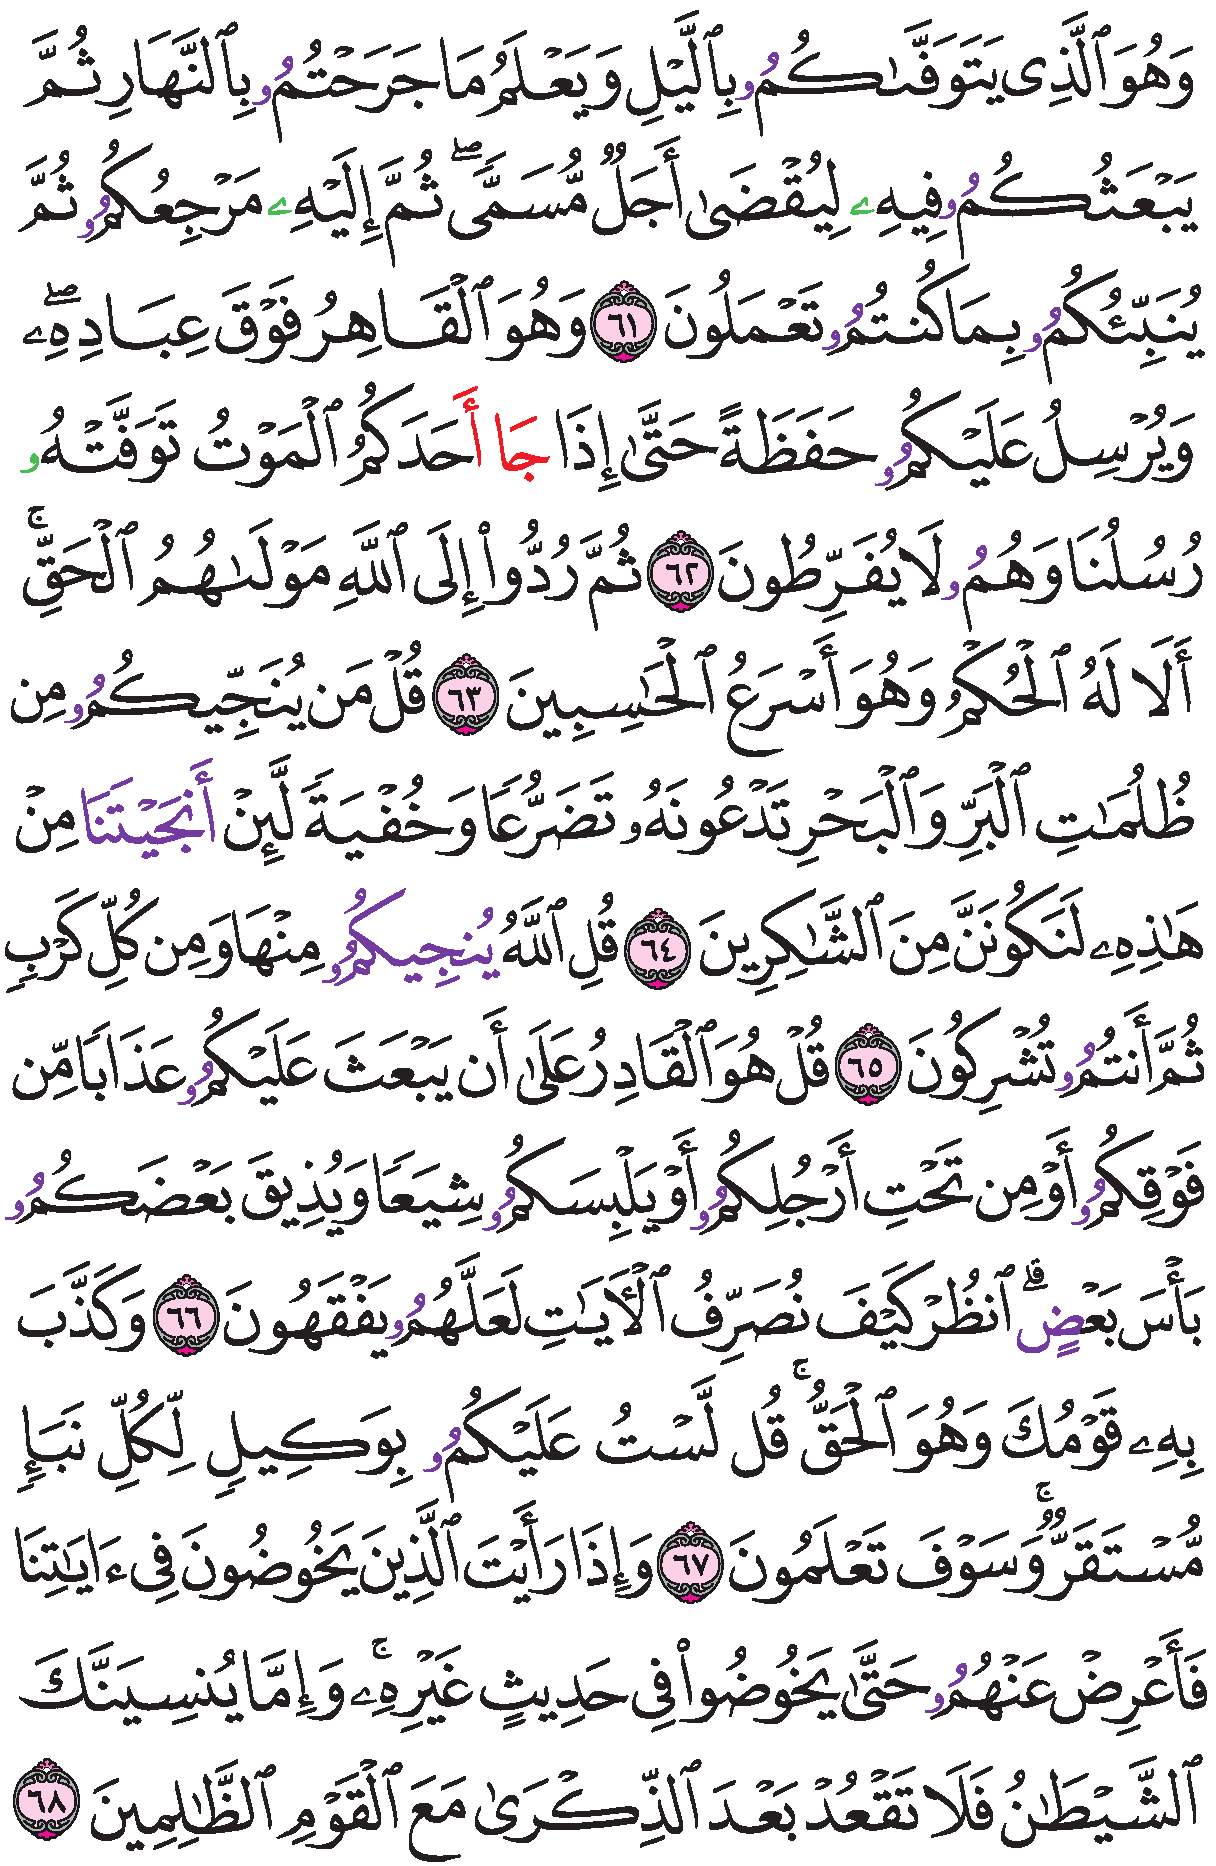 وَهُوَ ٱلَّذِى يَتَوَفَّىٰكُمُۥ بِٱلَّيۡلِ وَيَعۡلَمُ مَا جَرَحۡتُمُۥ بِٱلنَّهَارِ ثُمَّ
يَبۡعَثُكُمُۥ فِيهِۦ لِيُقۡضَىٰ أَجَلٞ مُّسَمّٗىۖ ثُمَّ إِلَيۡهِۦ مَرۡجِعُكُمُۥ ثُمَّ
يُنَبِّئُكُمُۥ بِمَا كُنتُمُۥ تَعۡمَلُونَ ٦١ وَهُوَ ٱلۡقَاهِرُ فَوۡقَ عِبَادِهِۦۖ
وَيُرۡسِلُ عَلَيۡكُمُۥ حَفَظَةً حَتَّىٰ إِذَا جَا أَحَدَكُمُ ٱلۡمَوۡتُ تَوَفَّتۡهُۥ
رُسُلُنَا وَهُمُۥ لَا يُفَرِّطُونَ ٦٢ ثُمَّ رُدُّوٓاْ إِلَى ٱللَّهِ مَوۡلَىٰهُمُ ٱلۡحَقِّۚ
أَلَا لَهُ ٱلۡحُكۡمُ وَهُوَ أَسۡرَعُ ٱلۡحَٰسِبِينَ ٦٣ قُلۡ مَن يُنَجِّيكُمُۥ مِن
ظُلُمَٰتِ ٱلۡبَرِّ وَٱلۡبَحۡرِ تَدۡعُونَهُۥ تَضَرُّعٗا وَخُفۡيَةٗ لَّئِنۡ أَنجَيۡتَنَا مِنۡ
هَٰذِهِۦ لَنَكُونَنَّ مِنَ ٱلشَّٰكِرِينَ ٦٤ قُلِ ٱللَّهُ يُنجِيكُمُۥ مِنۡهَا وَمِن كُلِّ كَرۡبٖ
ثُمَّ أَنتُمُۥ تُشۡرِكُونَ ٦٥ قُلۡ هُوَ ٱلۡقَادِرُ عَلَىٰ أَن يَبۡعَثَ عَلَيۡكُمُۥ عَذَابٗا مِّن
فَوۡقِكُمُۥ أَوۡ مِن تَحۡتِ أَرۡجُلِكُمُۥ أَوۡ يَلۡبِسَكُمُۥ شِيَعٗا وَيُذِيقَ بَعۡضَكُمُۥ
بَأۡسَ بَعۡضٍۗ ٱنظُرۡ كَيۡفَ نُصَرِّفُ ٱلۡأٓيَٰتِ لَعَلَّهُمُۥ يَفۡقَهُونَ ٦٦ وَكَذَّبَ
بِهِۦ قَوۡمُكَ وَهُوَ ٱلۡحَقُّۚ قُل لَّسۡتُ عَلَيۡكُمُۥ بِوَكِيلٖ لِّكُلِّ نَبَإٖ
مُّسۡتَقَرّٞۚ وَسَوۡفَ تَعۡلَمُونَ ٦٧ وَإِذَا رَأَيۡتَ ٱلَّذِينَ يَخُوضُونَ فِى ءَايَٰتِنَا
فَأَعۡرِضۡ عَنۡهُمُۥ حَتَّىٰ يَخُوضُواْ فِى حَدِيثٍ غَيۡرِهِۦۚ وَإِمَّا يُنسِيَنَّكَ
ٱلشَّيۡطَٰنُ فَلَا تَقۡعُدۡ بَعۡدَ ٱلذِّكۡرَىٰ مَعَ ٱلۡقَوۡمِ ٱلظَّٰلِمِينَ ٦٨